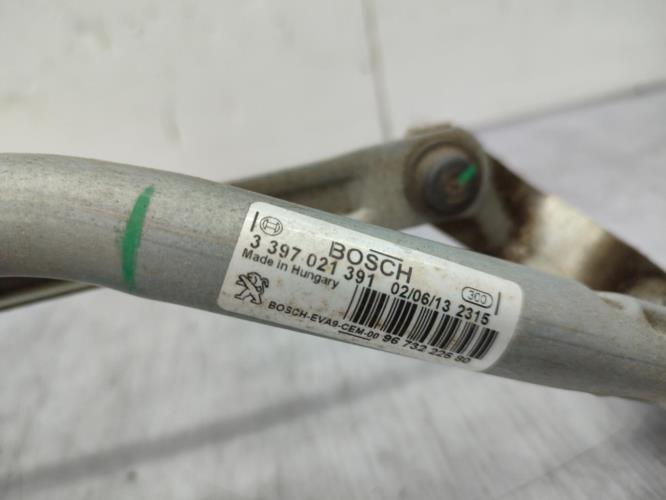 BOSCH
3 397 021 391 02/06/13 2315
Made in Hungary
300
BOSCH-EVA9-CEM-00 96 732 226 80